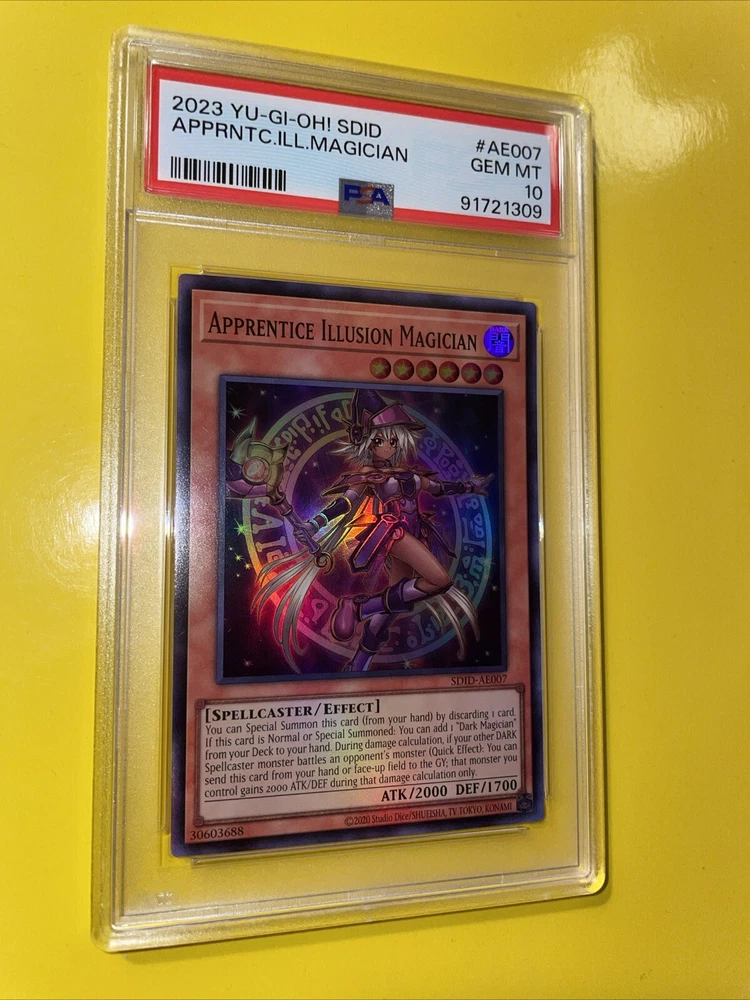 2023 YU-GI-OH! SDID
#AE007
APPRNTC.ILL.MAGICIAN
GEM MT
10
PSA
91721309
APPRENTICE ILLUSION MAGICIAN
DARK
SDID-AE007
[SPELLCASTER/EFFECT]
You can Special Summon this card (from your hand) by discarding 1 card.
If this card is Normal or Special Summoned: You can add 1 "Dark Magician"
from your Deck to your hand. During damage calculation, if your other DARK
Spellcaster monster battles an opponent's monster (Quick Effect): You can
send this card from your hand or face-up field to the GY; that monster you
control gains 2000 ATK/DEF during that damage calculation only.
ATK/2000 DEF/1700
30603688
©2020 Studio Dice/SHUEISHA, TV TOKYO, KONAMI